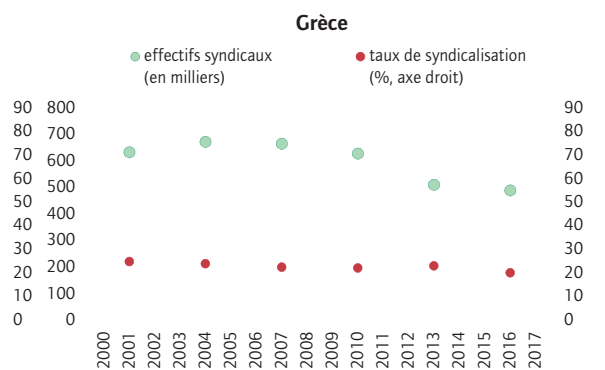 Grèce
effectifs syndicaux
(en milliers)
taux de syndicalisation
(%, axe droit)
90 800 90
80 700 80
70 600 70
60 500 60
50 400 50
40 300 40
30 200 30
20 100 20
10 0 10
0 0
2000 2001 2002 2003 2004 2005 2006 2007 2008 2009 2010 2011 2012 2013 2014 2015 2016 2017